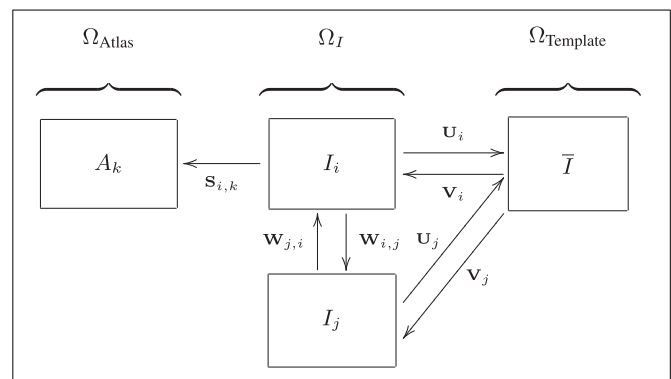 Ω_Atlas Ω_I Ω_Template
A_k I_i Ī
U_i
V_i
s_{i,k}
W_{j,i} W_{i,j} U_j
V_j
I_j